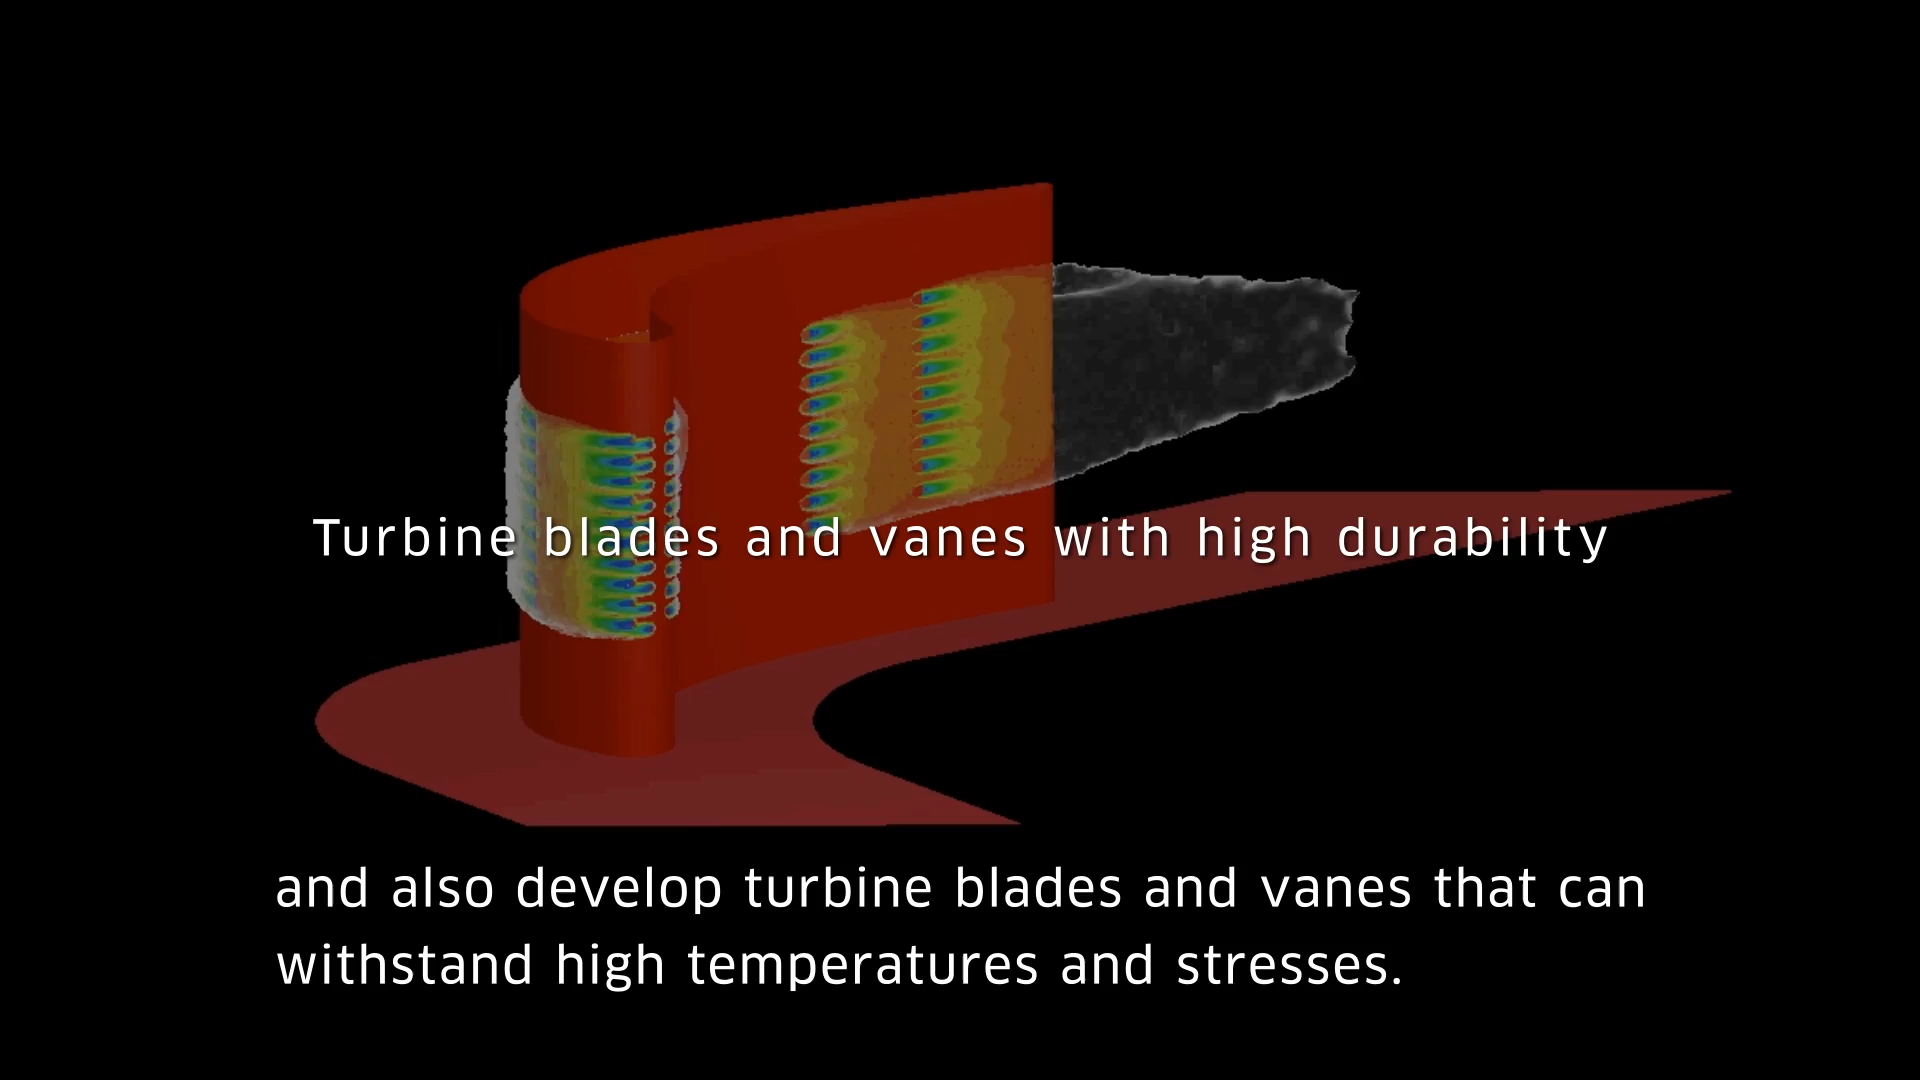 Turbine blades and vanes with high durability
and also develop turbine blades and vanes that can
withstand high temperatures and stresses.